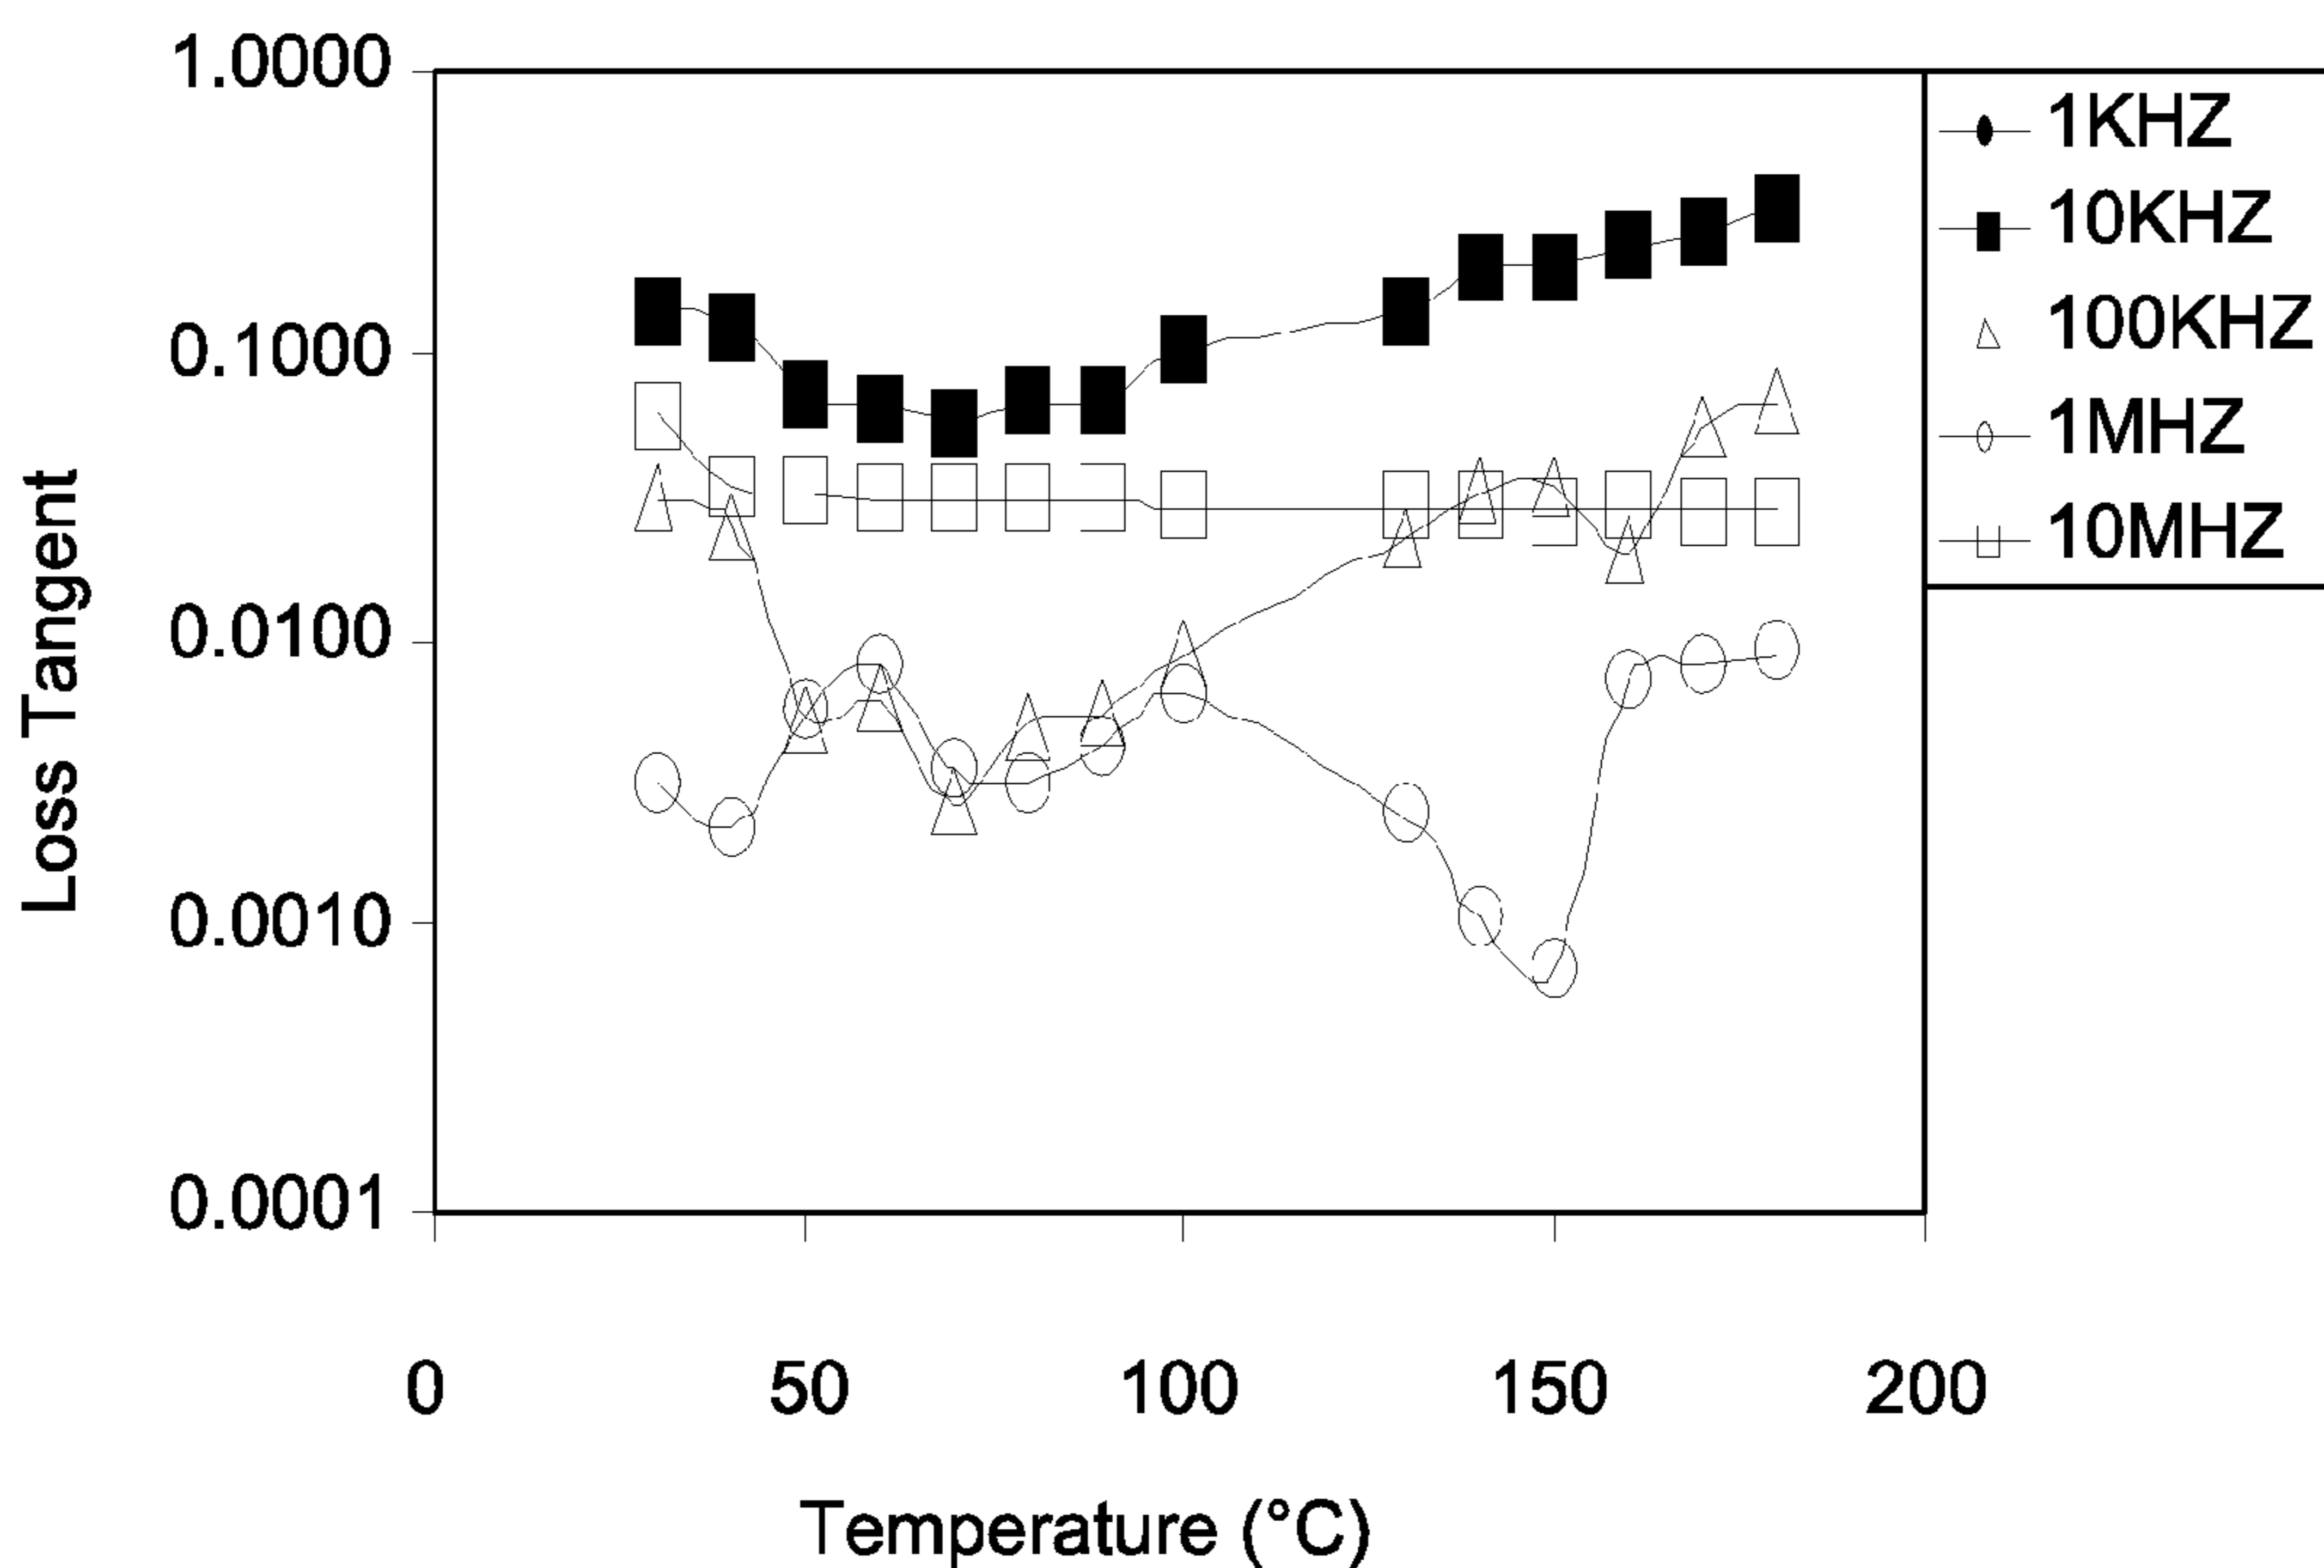 1.0000
0.1000
0.0100
0.0010
0.0001
Loss Tangent
0 50 100 150 200
Temperature (°C)
1KHZ
10KHZ
100KHZ
1MHZ
10MHZ